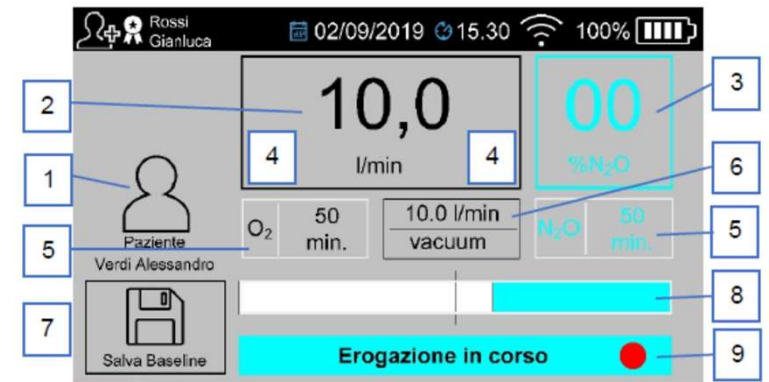 Rossi
Gianluca
02/09/2019
15.30
100%
2
10,0
4
l/min
4
00
%N₂O
3
1
Paziente
Verdi Alessandro
6
5
O₂
50
min.
10.0 l/min
vacuum
N₂O
50
min.
5
7
Salva Baseline
8
Erogazione in corso
9